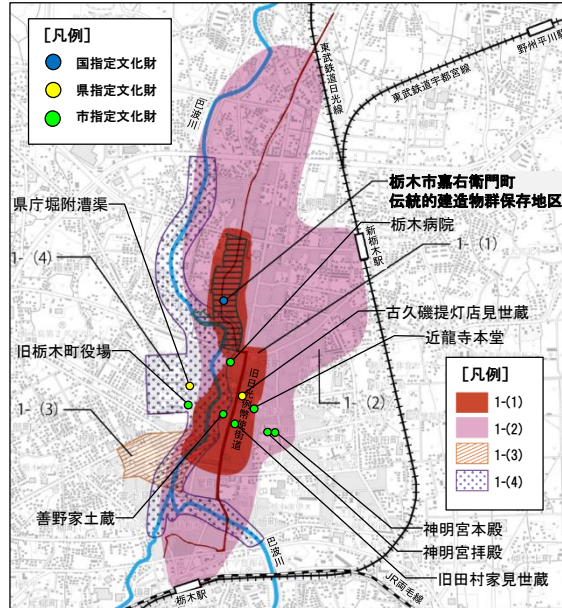 ［凡例］
国指定文化財
県指定文化財
市指定文化財
東武鉄道日光線
野州平川駅
東武鉄道宇都宮線
巴波川
栃木市嘉右衛門町
伝統的建造物群保存地区
県庁堀附漕渠
栃木病院
1-（4）
1-（1）
新栃木駅
古久磯提灯店見世蔵
旧栃木町役場
近龍寺本堂
［凡例］
1-(1)
1-(2)
1-(3)
1-(4)
旧日光例幣使街道
1-（2）
1-（3）
善野家土蔵
神明宮本殿
神明宮拝殿
旧田村家見世蔵
巴波川
栃木駅
JR両毛線